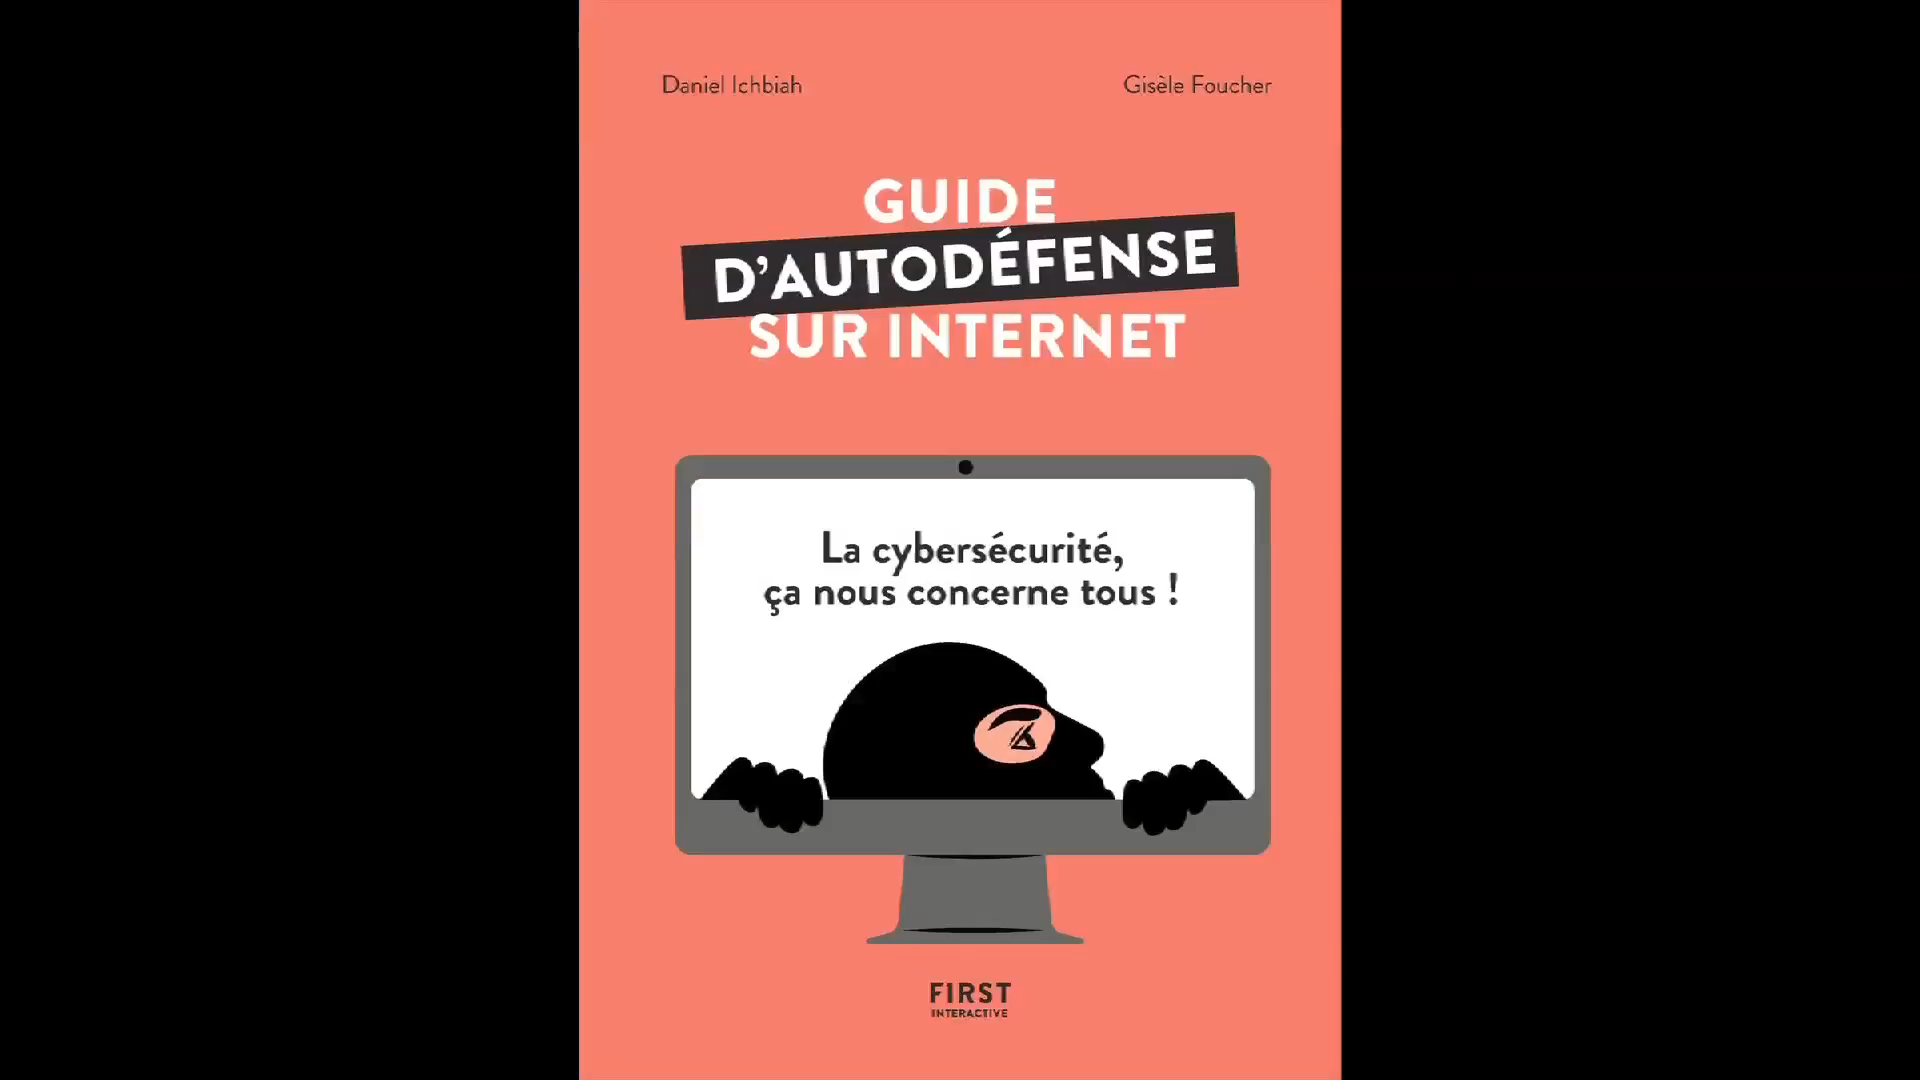 Daniel Ichbiah
Gisèle Foucher
GUIDE
D’AUTODÉFENSE
SUR INTERNET
La cybersécurité,
ça nous concerne tous !
FIRST
INTERACTIVE